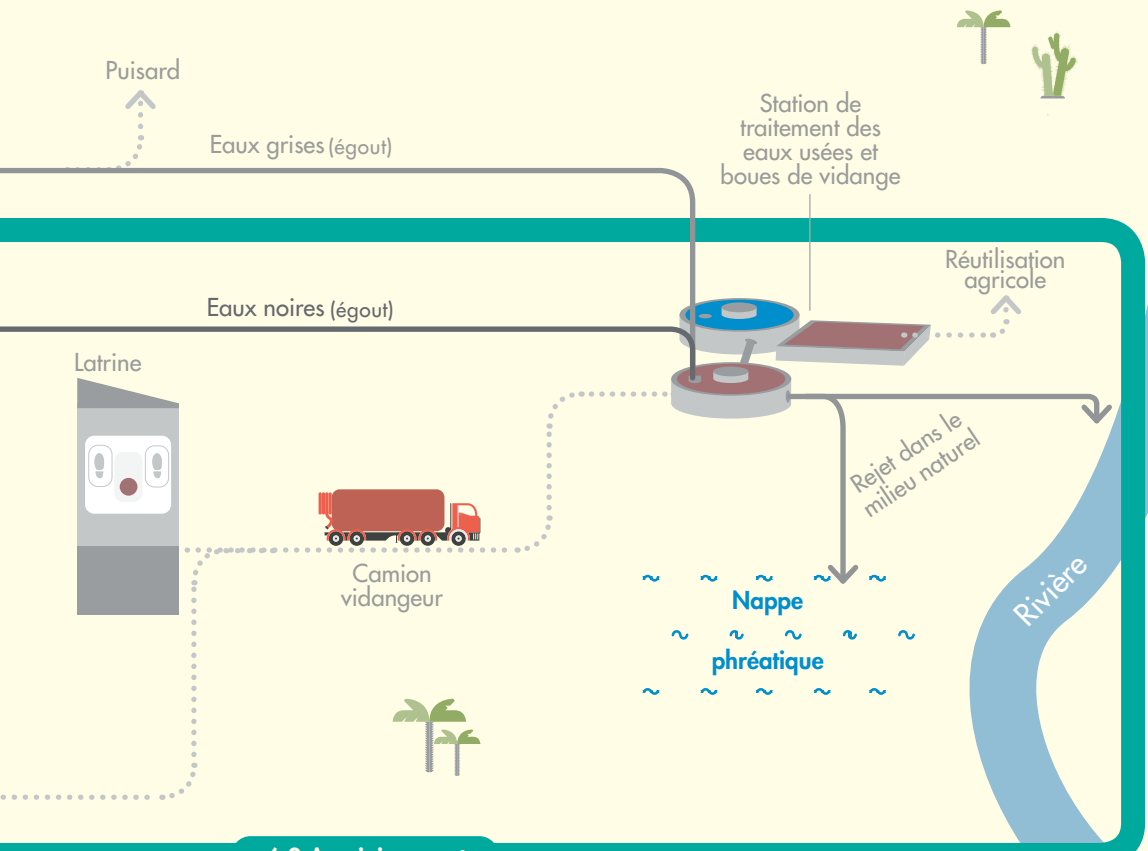 Puisard
Eaux grises (égout)
Station de
traitement des
eaux usées et
boues de vidange
Réutilisation
agricole
Eaux noires (égout)
Latrine
Rejet dans le
milieu naturel
Camion
vidangeur
Nappe
phréatique
Rivière